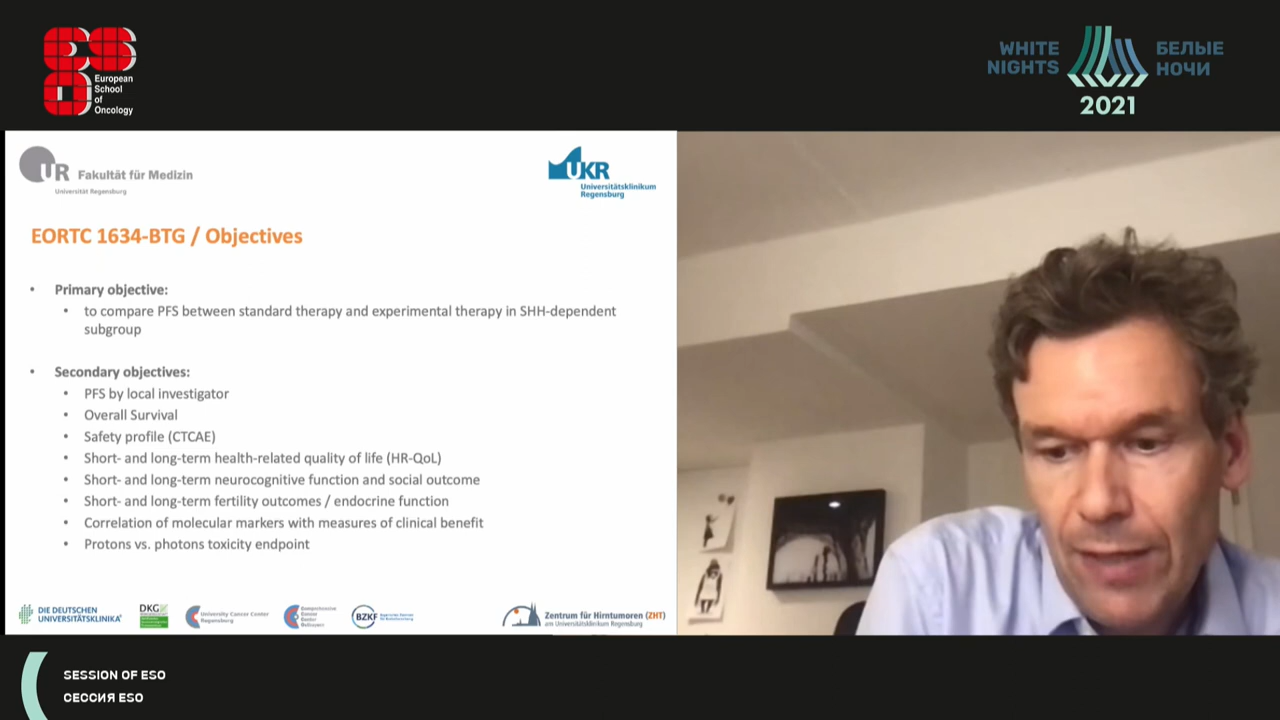 European
School
of
Oncology
WHITE
NIGHTS
БЕЛЫЕ
НОЧИ
2021
UR Fakultät für Medizin
Universität Regensburg
UKR
Universitätsklinikum
Regensburg
EORTC 1634-BTG / Objectives
• Primary objective:
• to compare PFS between standard therapy and experimental therapy in SHH-dependent
subgroup
• Secondary objectives:
• PFS by local investigator
• Overall Survival
• Safety profile (CTCAE)
• Short- and long-term health-related quality of life (HR-QoL)
• Short- and long-term neurocognitive function and social outcome
• Short- and long-term fertility outcomes / endocrine function
• Correlation of molecular markers with measures of clinical benefit
• Protons vs. photons toxicity endpoint
DIE DEUTSCHEN
UNIVERSITÄTSKLINIKA
DKG
University Cancer Center
Regensburg
BZKF
Zentrum für Hirntumoren (ZHT)
am Universitätsklinikum Regensburg
SESSION OF ESO
СЕССИЯ ESO